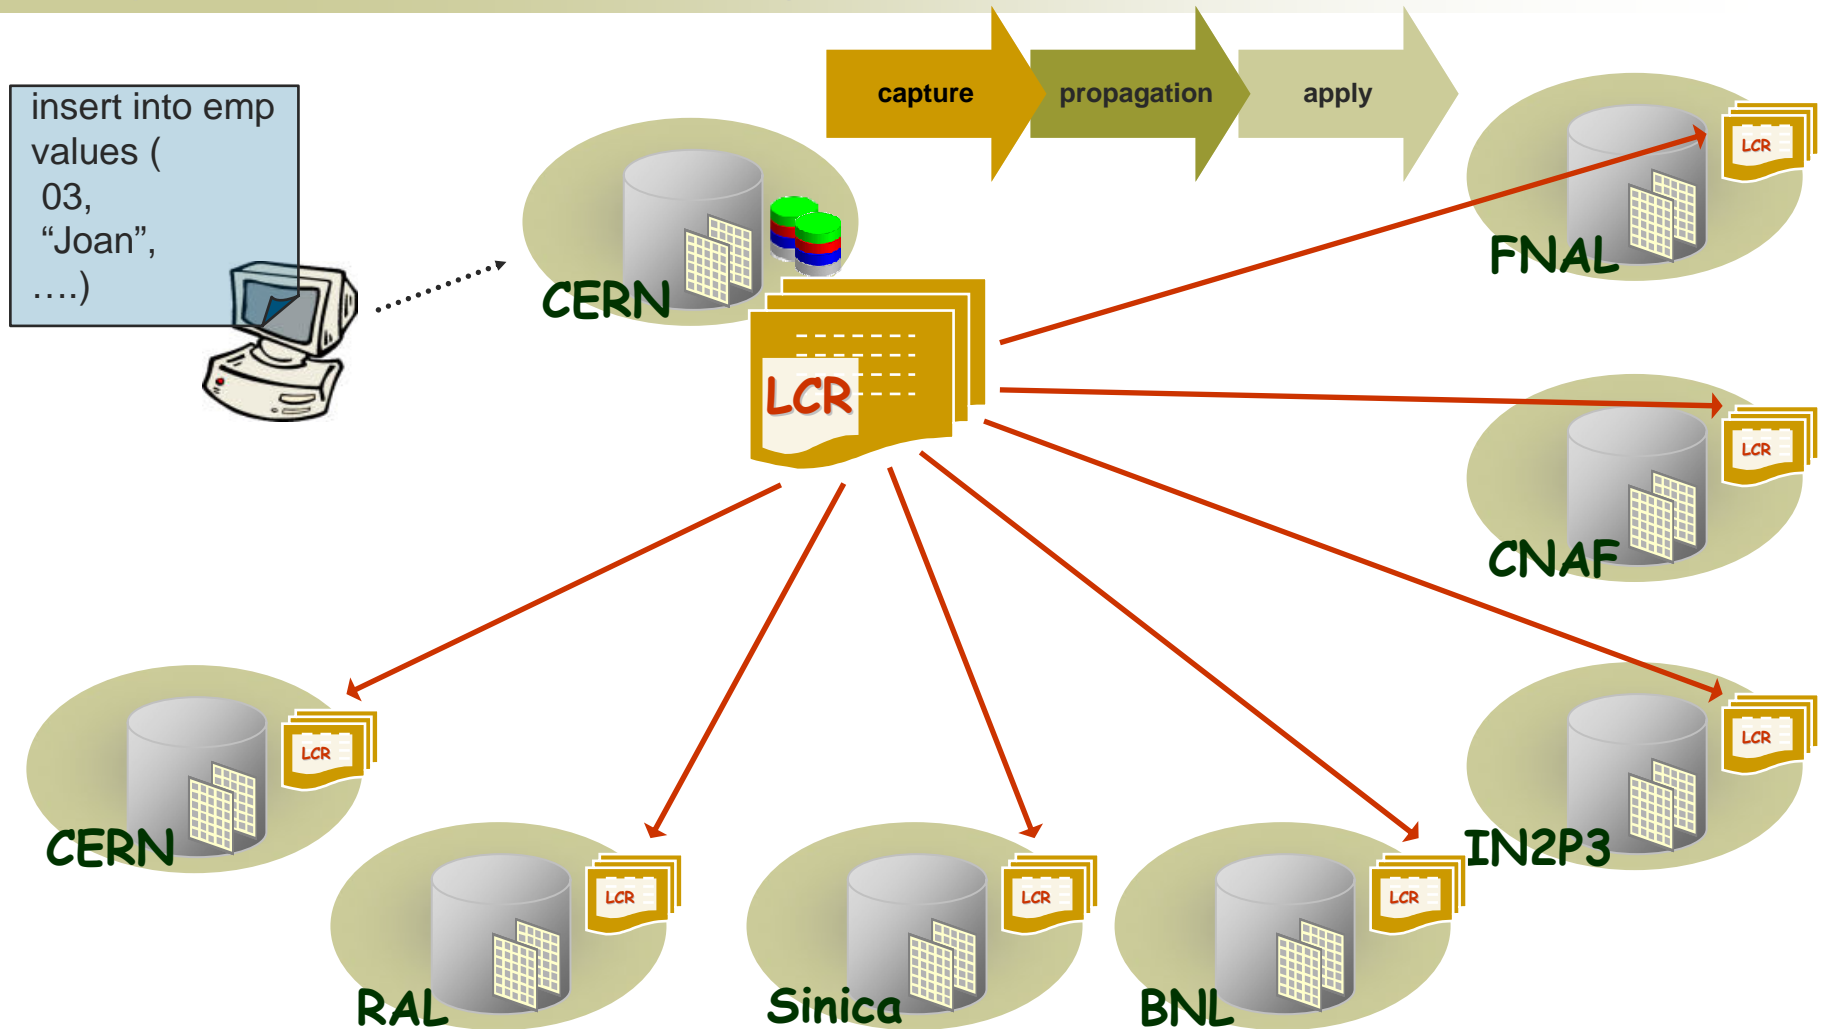 capture
propagation
apply
insert into emp
values (
03,
“Joan”,
….)
CERN
LCR
LCR
FNAL
LCR
CNAF
LCR
IN2P3
LCR
CERN
LCR
RAL
LCR
Sinica
LCR
BNL